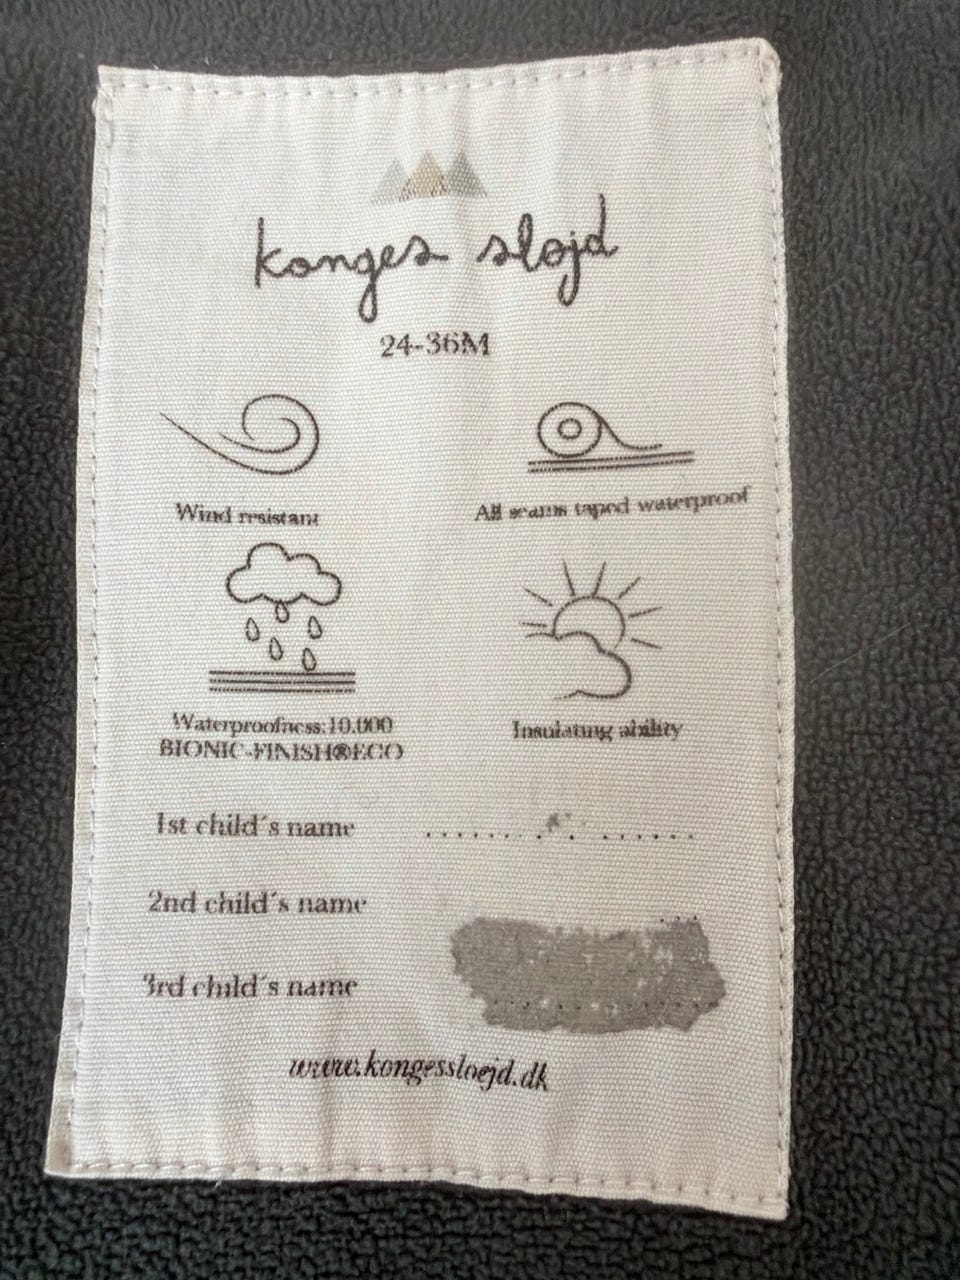 konges sløjd
24-36M
Wind resistant
All seams taped waterproof
Waterproofness:10.000
BIONIC-FINISH®ECO
Insulating ability
1st child´s name
2nd child´s name
3rd child´s name
www.kongessloejd.dk